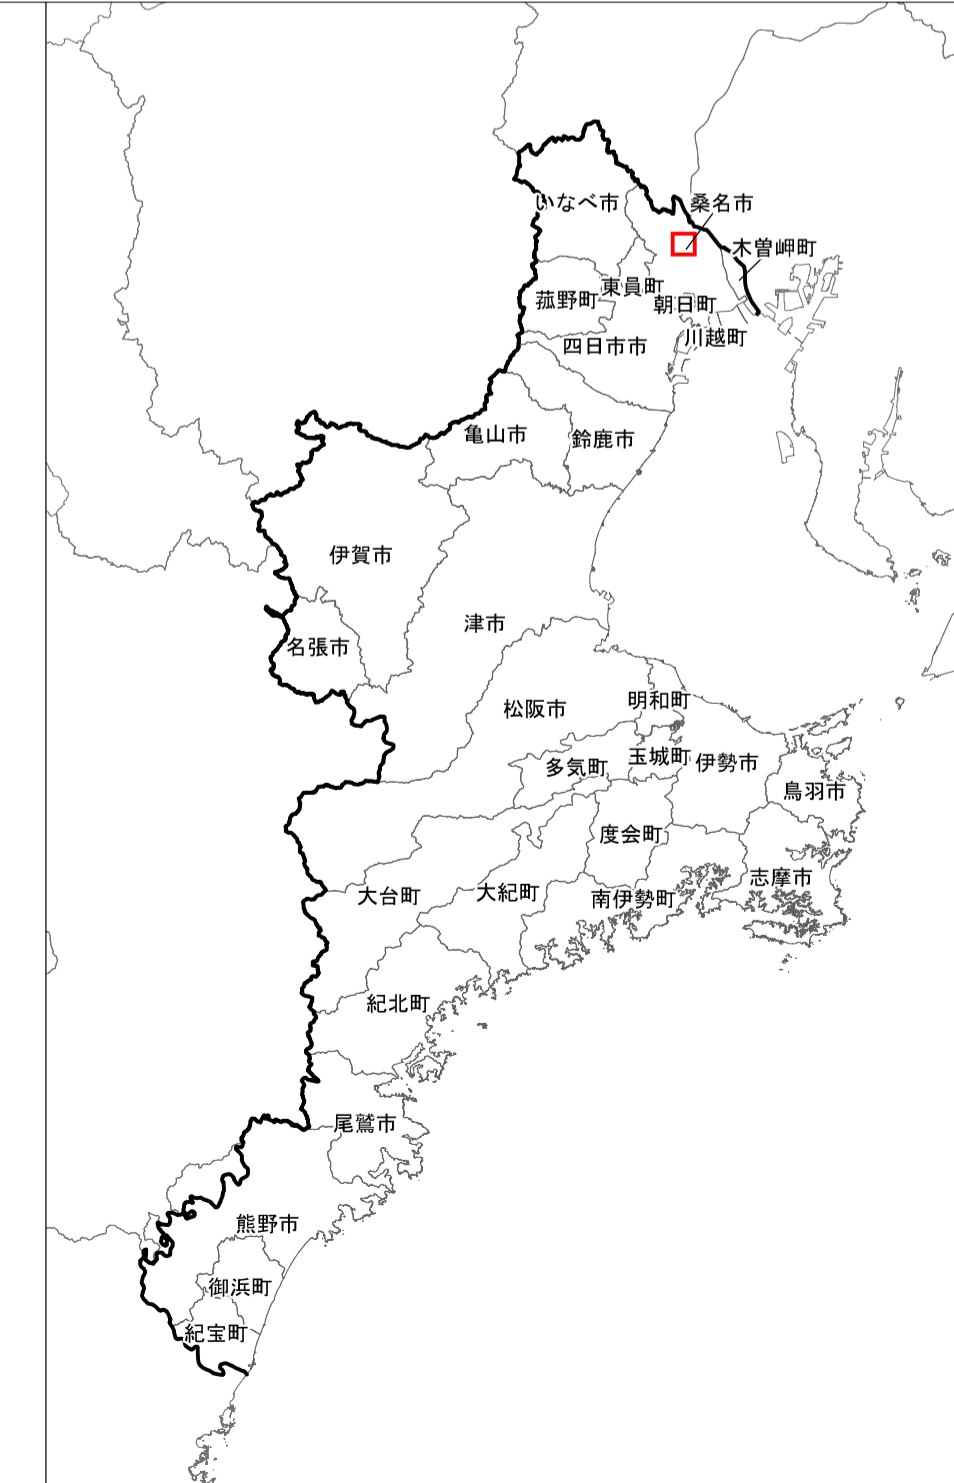 いなべ市
桑名市
木曽岬町
東員町
菰野町
朝日町
川越町
四日市市
亀山市
鈴鹿市
伊賀市
津市
名張市
松阪市
明和町
多気町
玉城町
伊勢市
鳥羽市
度会町
大台町
大紀町
南伊勢町
志摩市
紀北町
尾鷲市
熊野市
御浜町
紀宝町